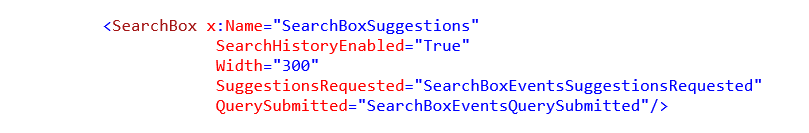 <SearchBox x:Name="SearchBoxSuggestions"
SearchHistoryEnabled="True"
Width="300"
SuggestionsRequested="SearchBoxEventsSuggestionsRequested"
QuerySubmitted="SearchBoxEventsQuerySubmitted"/>